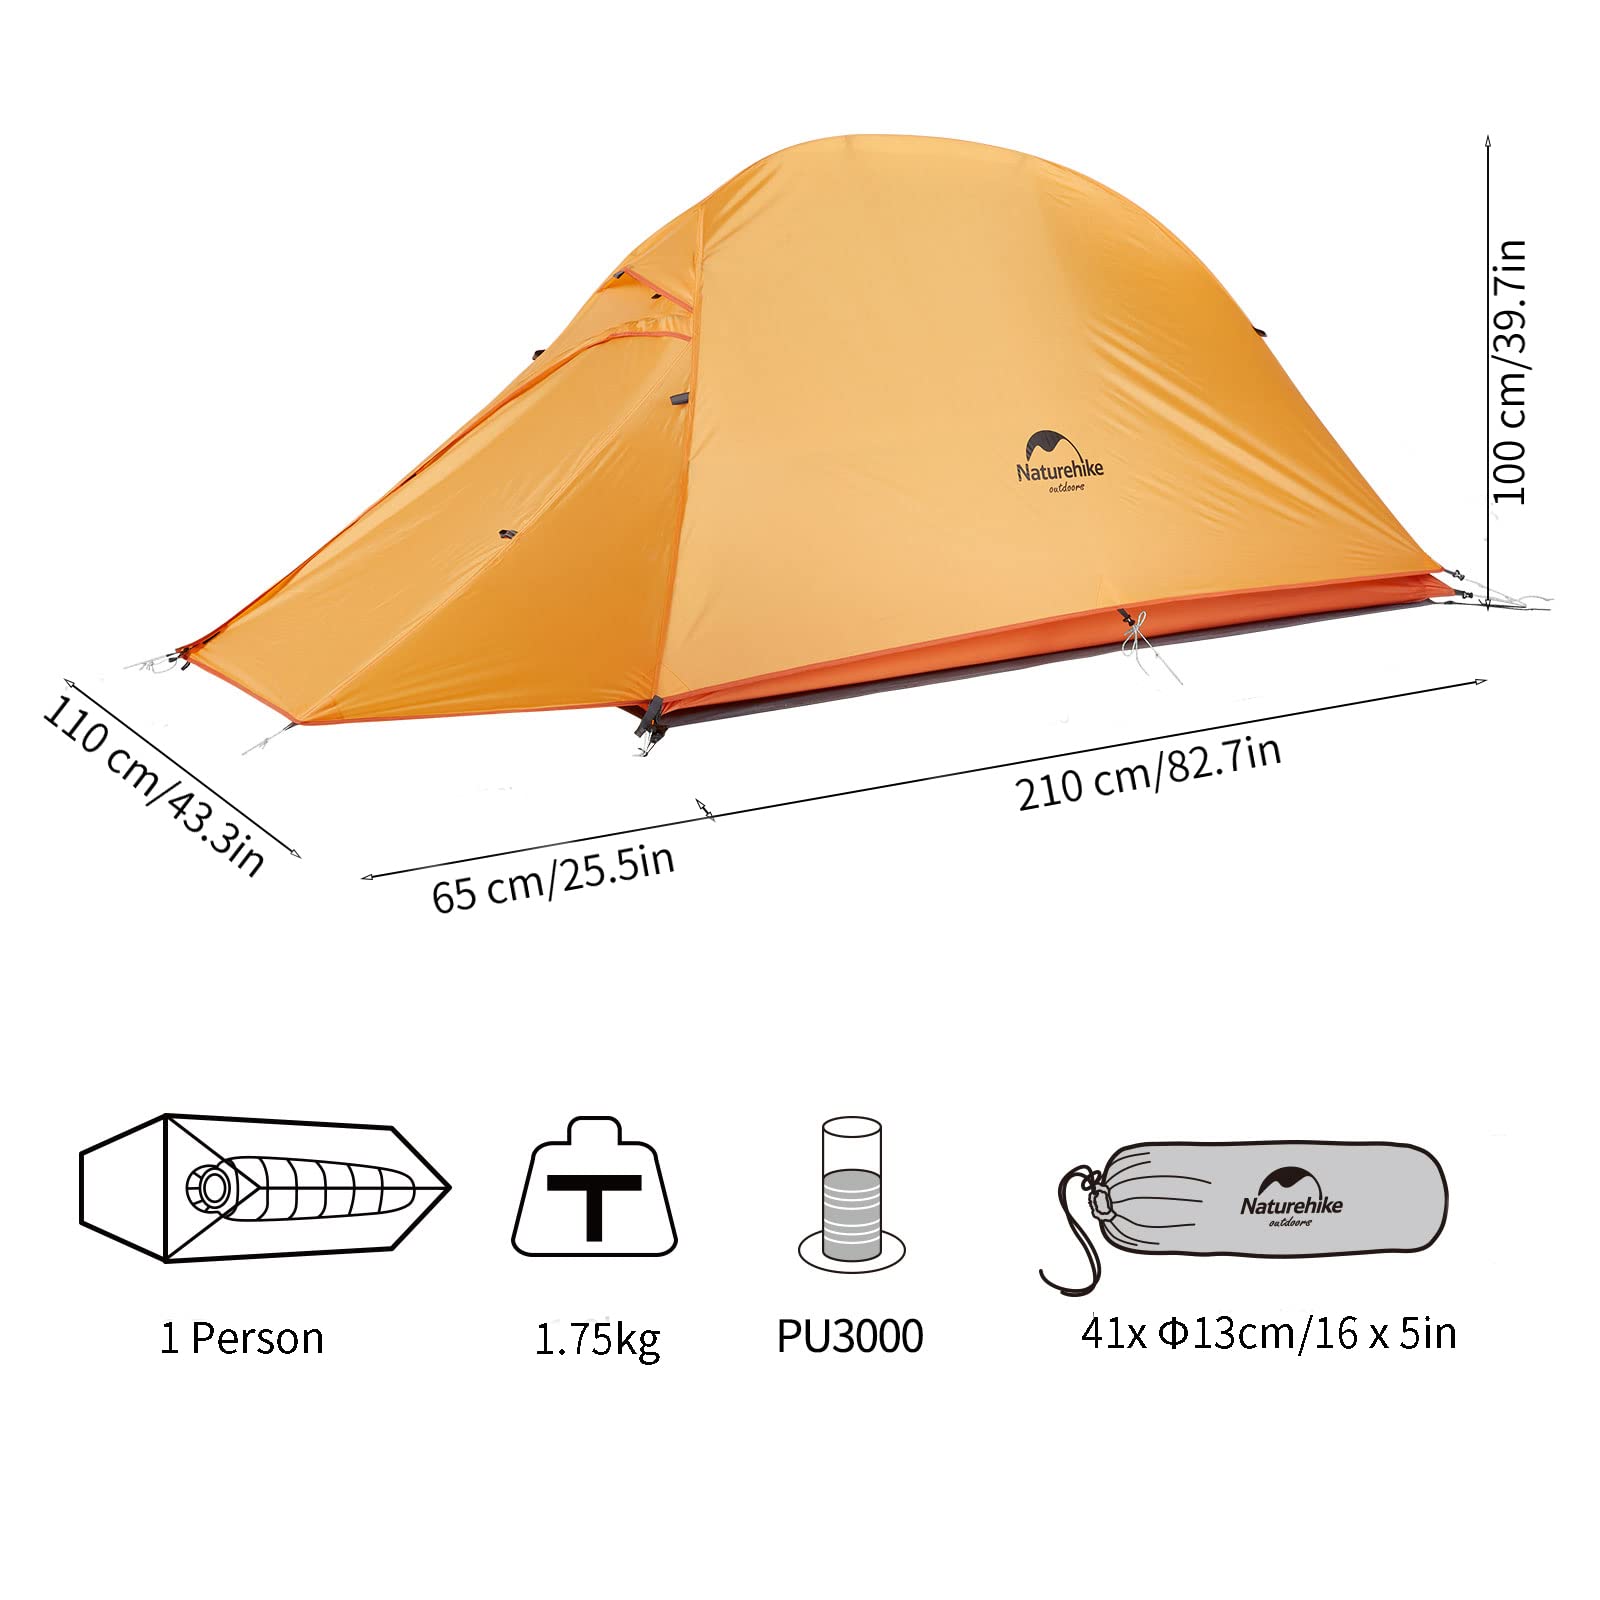 100 cm/39.7in
Naturehike
outdoors
110 cm/43.3in
210 cm/82.7in
65 cm/25.5in
T
Naturehike
outdoors
1 Person
1.75kg
PU3000
41x Φ13cm/16 x 5in